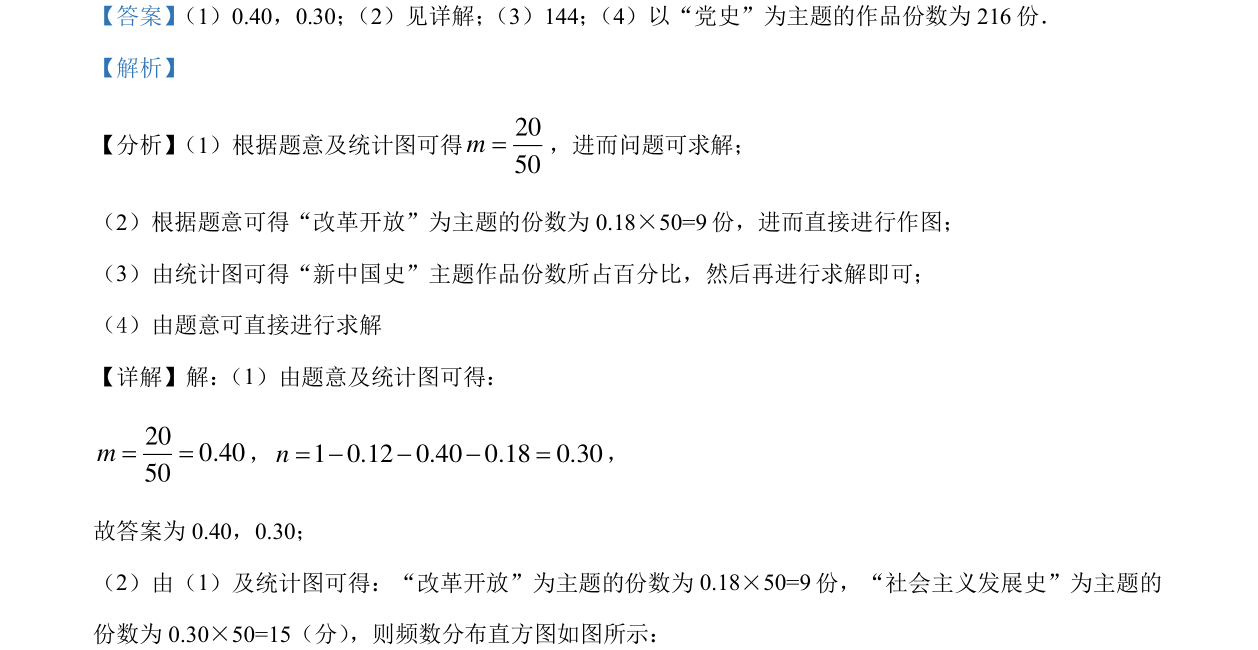 【答案】（1）0.40，0.30；（2）见详解；（3）144；（4）以“党史”为主题的作品份数为 216 份．
【解析】
【分析】（1）根据题意及统计图可得 m = 20/50 ，进而问题可求解；
（2）根据题意可得“改革开放”为主题的份数为 0.18×50=9 份，进而直接进行作图；
（3）由统计图可得“新中国史”主题作品份数所占百分比，然后再进行求解即可；
（4）由题意可直接进行求解
【详解】解：（1）由题意及统计图可得：
m = 20/50 = 0.40 ，n = 1 − 0.12 − 0.40 − 0.18 = 0.30 ，
故答案为 0.40，0.30；
（2）由（1）及统计图可得：“改革开放”为主题的份数为 0.18×50=9 份，“社会主义发展史”为主题的
份数为 0.30×50=15（分），则频数分布直方图如图所示：